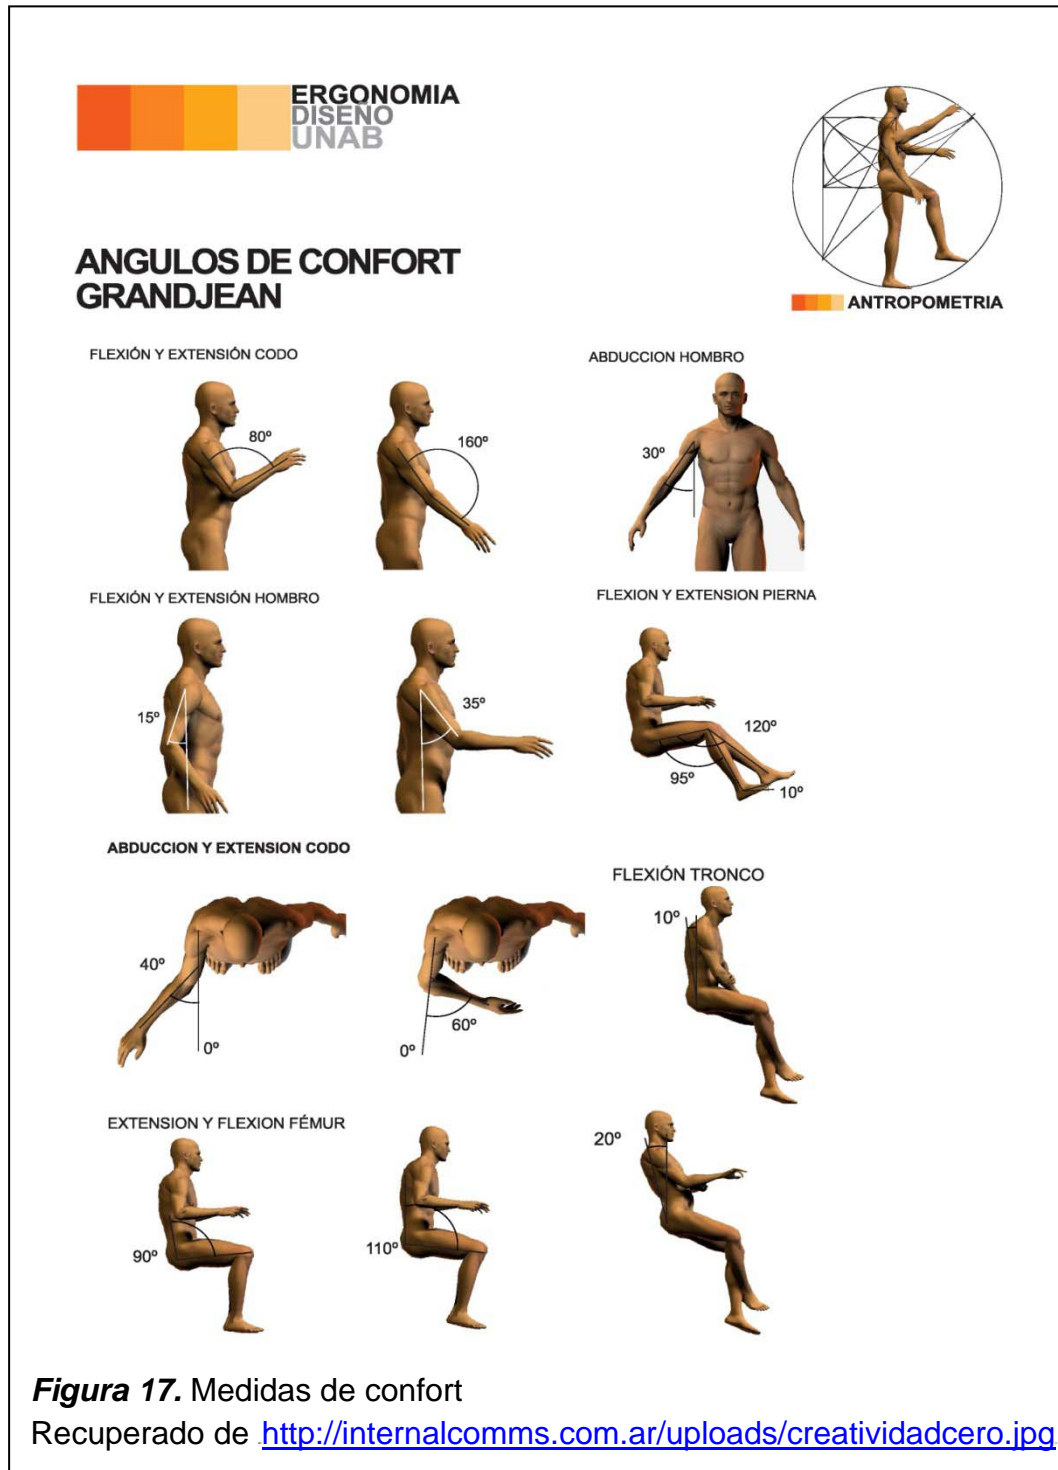 ERGONOMIA
DISEÑO
UNAB
ANTROPOMETRIA
ANGULOS DE CONFORT
GRANDJEAN
FLEXIÓN Y EXTENSIÓN CODO
80º
160º
ABDUCCION HOMBRO
30º
FLEXIÓN Y EXTENSIÓN HOMBRO
15º
35º
FLEXION Y EXTENSION PIERNA
120º
95º
10º
ABDUCCION Y EXTENSION CODO
40º
0º
60º
0º
FLEXIÓN TRONCO
10º
EXTENSION Y FLEXION FÉMUR
90º
110º
20º
Figura 17. Medidas de confort
Recuperado de http://internalcomms.com.ar/uploads/creatividadcero.jpg